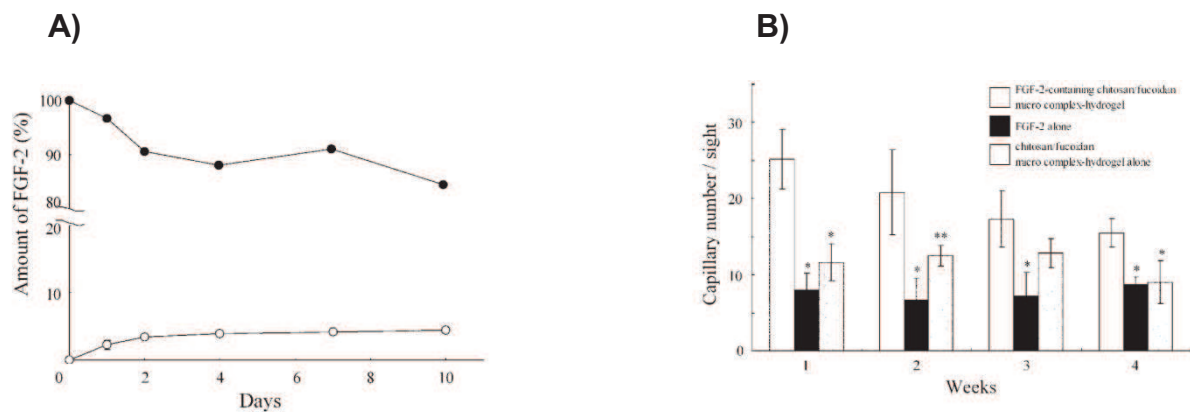 A)
B)
100
90
80
20
10
0
Amount of FGF-2 (%)
0 2 4 6 8 10
Days
FGF-2-containing chitosan/fucoidan
micro complex-hydrogel
FGF-2 alone
chitosan/fucoidan
micro complex-hydrogel alone
30
20
10
0
Capillary number / sight
* * * ** * * *
1 2 3 4
Weeks